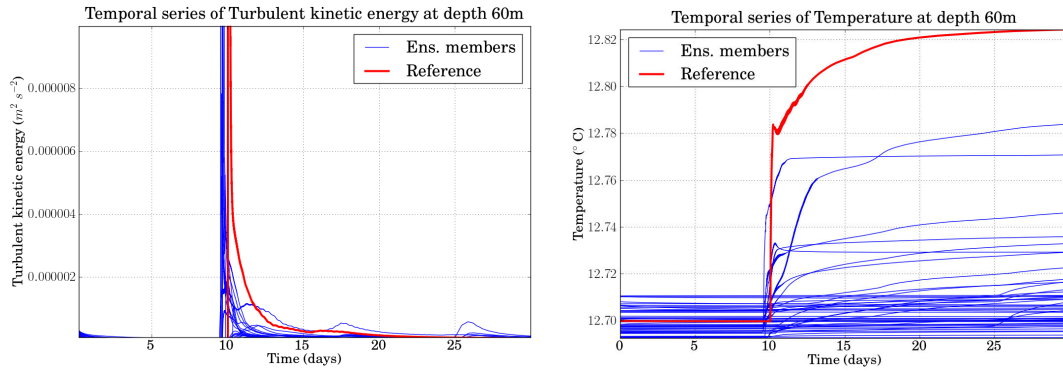 Temporal series of Turbulent kinetic energy at depth 60m
Turbulent kinetic energy (m² s⁻²)
0.000008
0.000006
0.000004
0.000002
Ens. members
Reference
5 10 15 20 25
Time (days)
Temporal series of Temperature at depth 60m
Temperature (° C)
12.82
12.80
12.78
12.76
12.74
12.72
12.70
Ens. members
Reference
0 5 10 15 20 25
Time (days)